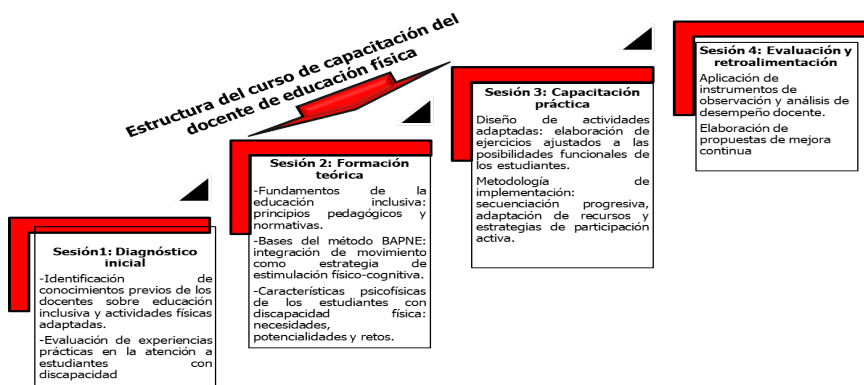 Estructura del curso de capacitación del
docente de educación física
Sesión1: Diagnóstico
inicial
-Identificación de
conocimientos previos de los
docentes sobre educación
inclusiva y actividades físicas
adaptadas.
-Evaluación de experiencias
prácticas en la atención a
estudiantes con
discapacidad
Sesión 2: Formación
teórica
-Fundamentos de la
educación inclusiva:
principios pedagógicos y
normativas.
-Bases del método BAPNE:
integración de movimiento
como estrategia de
estimulación físico-cognitiva.
-Características psicofísicas
de los estudiantes con
discapacidad física:
necesidades,
potencialidades y retos.
Sesión 3: Capacitación
práctica
Diseño de actividades
adaptadas: elaboración de
ejercicios ajustados a las
posibilidades funcionales de
los estudiantes.
Metodología de
implementación:
secuenciación progresiva,
adaptación de recursos y
estrategias de participación
activa.
Sesión 4: Evaluación y
retroalimentación
Aplicación de
instrumentos de
observación y análisis de
desempeño docente.
Elaboración de
propuestas de mejora
continua